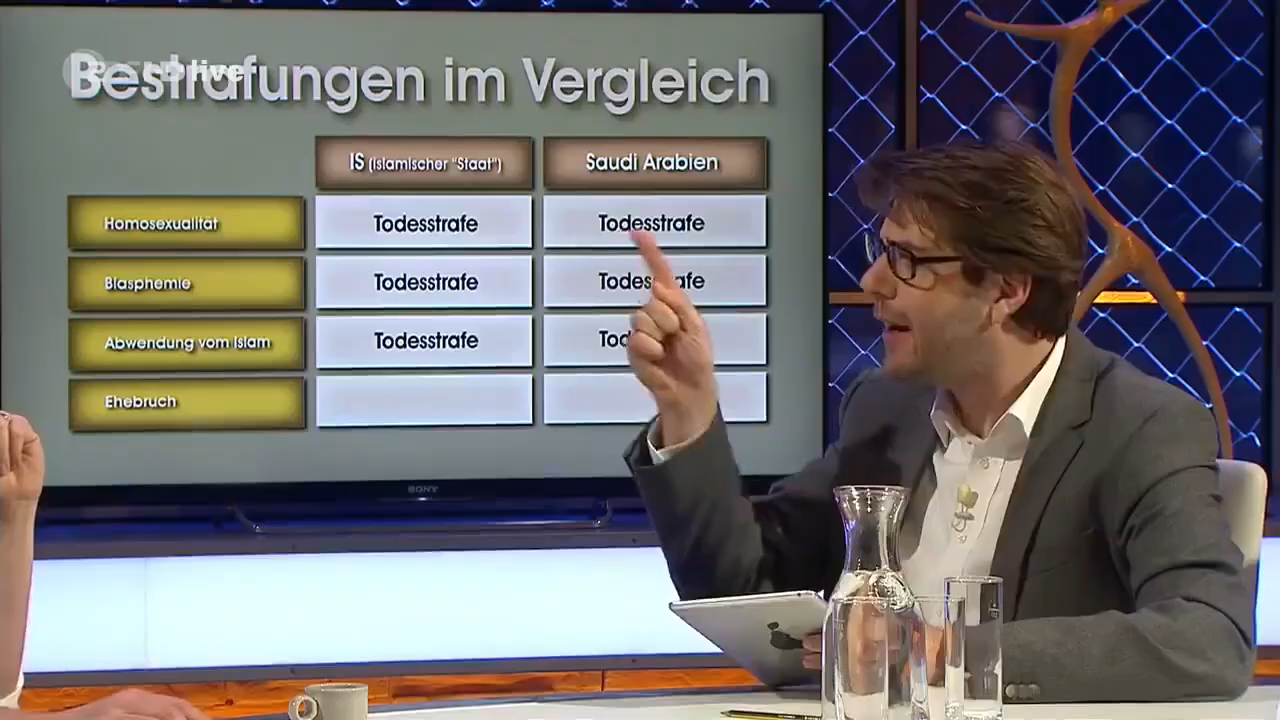 Bestrafungen im Vergleich
live
IS (Islamischer "Staat") Saudi Arabien
Homosexualität Todesstrafe Todesstrafe
Blasphemie Todesstrafe
Abwendung vom Islam Todesstrafe
Ehebruch
SONY